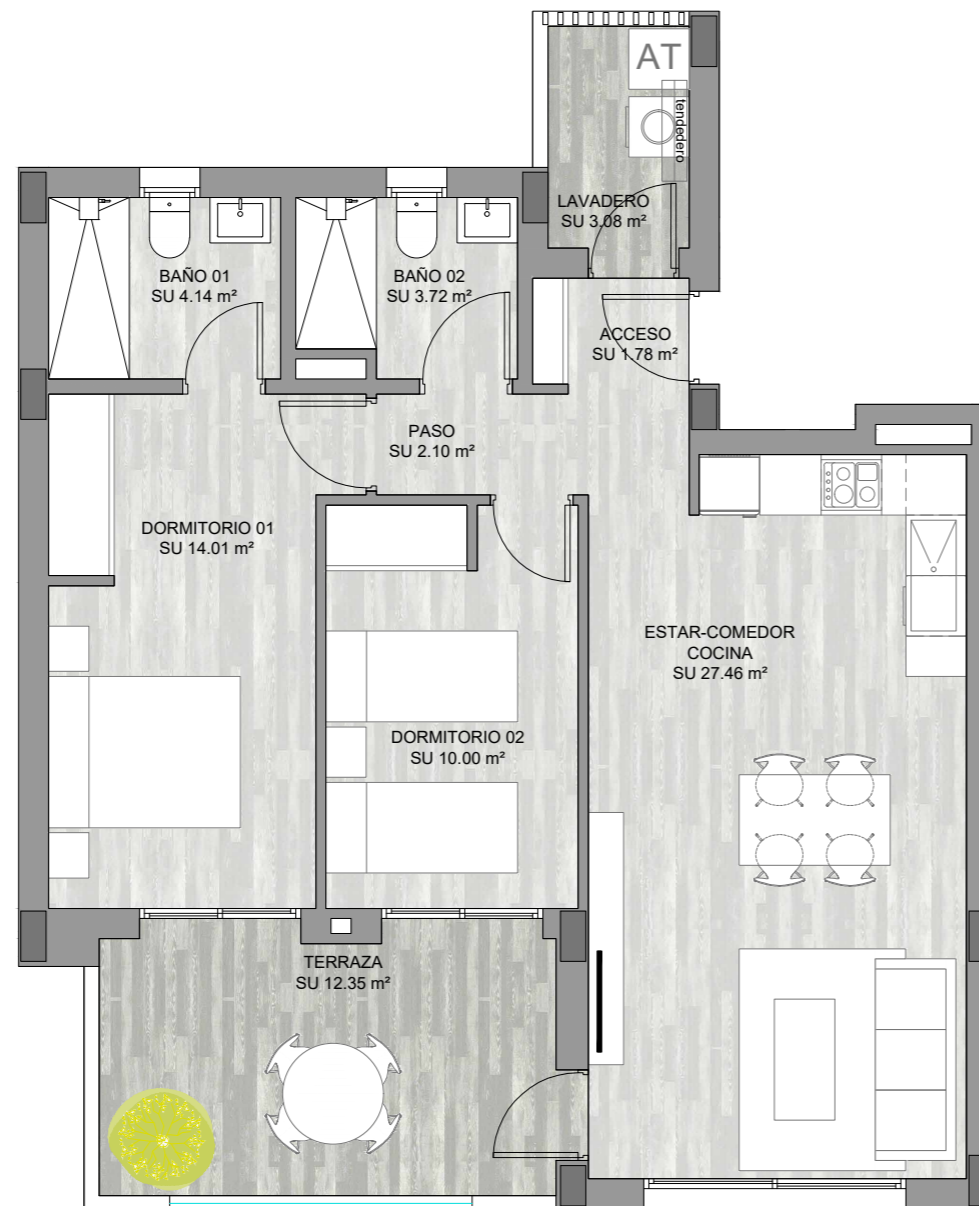 AT
tendedero
LAVADERO
SU 3.08 m²
BAÑO 01
SU 4.14 m²
BAÑO 02
SU 3.72 m²
ACCESO
SU 1.78 m²
PASO
SU 2.10 m²
DORMITORIO 01
SU 14.01 m²
ESTAR-COMEDOR
COCINA
SU 27.46 m²
DORMITORIO 02
SU 10.00 m²
TERRAZA
SU 12.35 m²